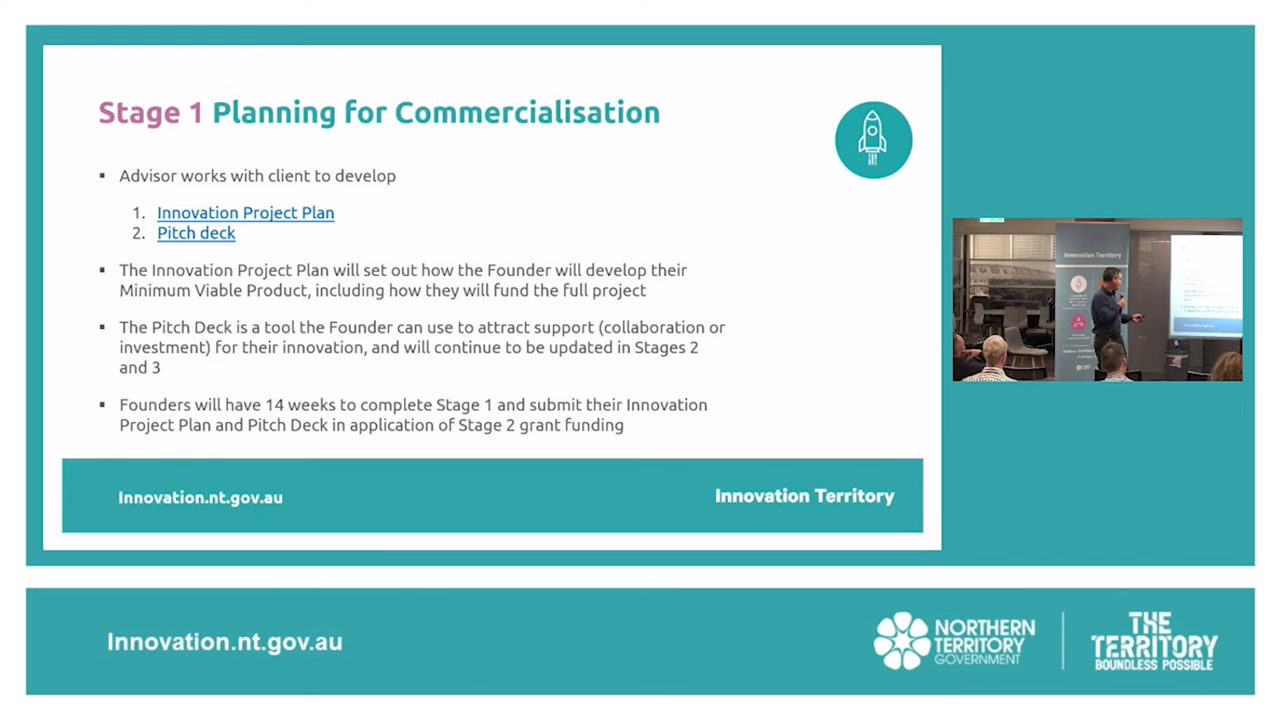 Stage 1 Planning for Commercialisation
▪ Advisor works with client to develop
1. Innovation Project Plan
2. Pitch deck
▪ The Innovation Project Plan will set out how the Founder will develop their
Minimum Viable Product, including how they will fund the full project
▪ The Pitch Deck is a tool the Founder can use to attract support (collaboration or
investment) for their innovation, and will continue to be updated in Stages 2
and 3
▪ Founders will have 14 weeks to complete Stage 1 and submit their Innovation
Project Plan and Pitch Deck in application of Stage 2 grant funding
Innovation.nt.gov.au
Innovation Territory
Innovation Territory
Innovation.nt.gov.au
NORTHERN
TERRITORY
GOVERNMENT
THE
TERRITORY
BOUNDLESS POSSIBLE